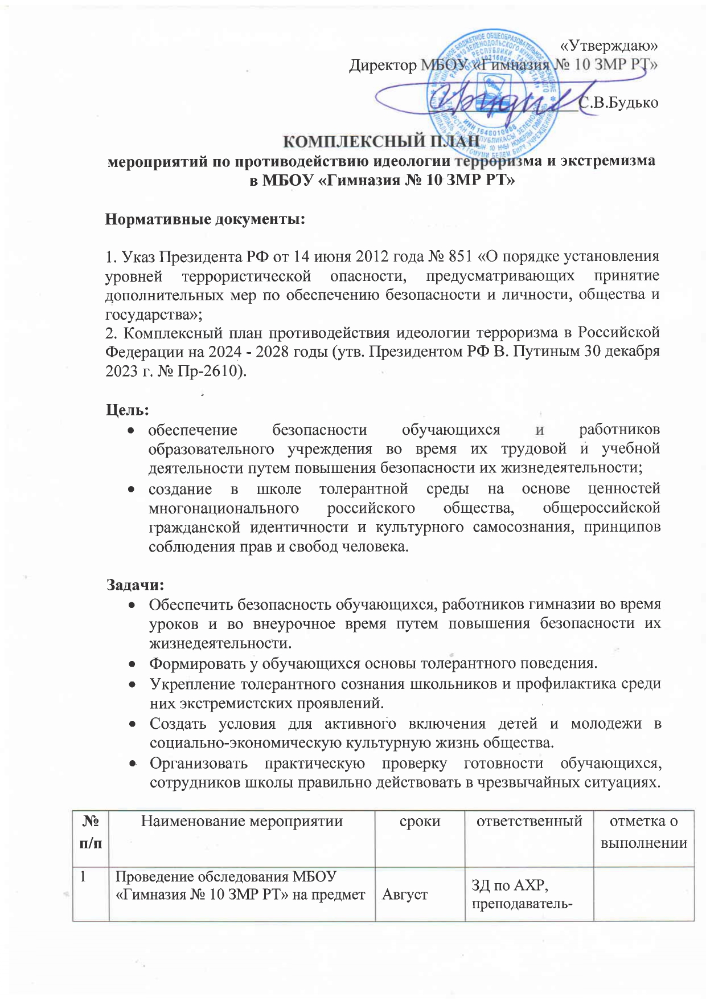 «Утверждаю»
Директор МБОУ «Гимназия № 10 ЗМР РТ»
С.В.Будько
КОМПЛЕКСНЫЙ ПЛАН
мероприятий по противодействию идеологии терроризма и экстремизма
в МБОУ «Гимназия № 10 ЗМР РТ»
Нормативные документы:
1. Указ Президента РФ от 14 июня 2012 года № 851 «О порядке установления
уровней террористической опасности, предусматривающих принятие
дополнительных мер по обеспечению безопасности и личности, общества и
государства»;
2. Комплексный план противодействия идеологии терроризма в Российской
Федерации на 2024 - 2028 годы (утв. Президентом РФ В. Путиным 30 декабря
2023 г. № Пр-2610).
Цель:
• обеспечение безопасности обучающихся и работников
образовательного учреждения во время их трудовой и учебной
деятельности путем повышения безопасности их жизнедеятельности;
• создание в школе толерантной среды на основе ценностей
многонационального российского общества, общероссийской
гражданской идентичности и культурного самосознания, принципов
соблюдения прав и свобод человека.
Задачи:
• Обеспечить безопасность обучающихся, работников гимназии во время
уроков и во внеурочное время путем повышения безопасности их
жизнедеятельности.
• Формировать у обучающихся основы толерантного поведения.
• Укрепление толерантного сознания школьников и профилактика среди
них экстремистских проявлений.
• Создать условия для активного включения детей и молодежи в
социально-экономическую культурную жизнь общества.
• Организовать практическую проверку готовности обучающихся,
сотрудников школы правильно действовать в чрезвычайных ситуациях.
№ п/п
Наименование мероприятии
сроки
ответственный
отметка о
выполнении
1
Проведение обследования МБОУ
«Гимназия № 10 ЗМР РТ» на предмет
Август
ЗД по АХР,
преподаватель-